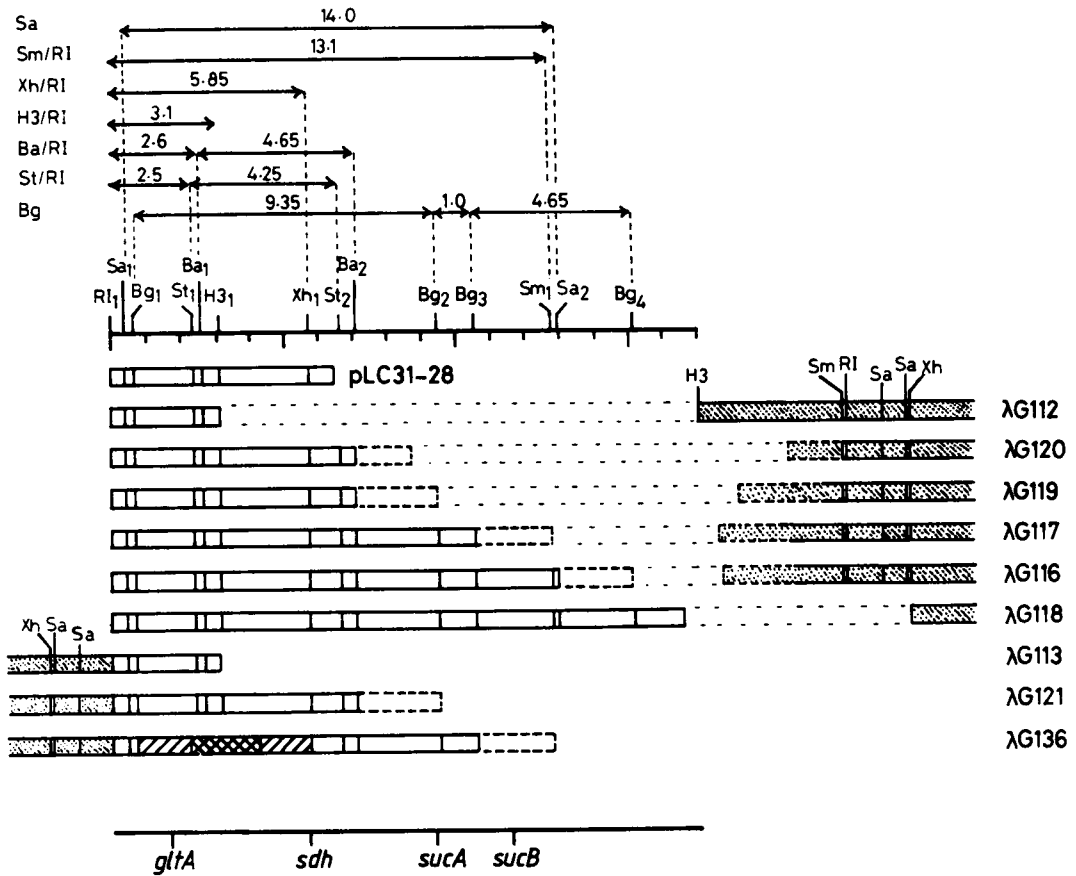 Sa 14·0
Sm/RI 13·1
Xh/RI 5·85
H3/RI 3·1
Ba/RI 2·6 4·65
St/RI 2·5 4·25
Bg 9·35 1·0 4·65
Sa1 Ba1 Ba2
RI1 Bg1 St1 H31 Xh1 St2 Bg2 Bg3 Sm1 Sa2 Bg4
pLC31-28
H3 Sm RI Sa Sa Xh
λG112
λG120
λG119
λG117
λG116
λG118
Xh Sa Sa
λG113
λG121
λG136
gltA sdh sucA sucB